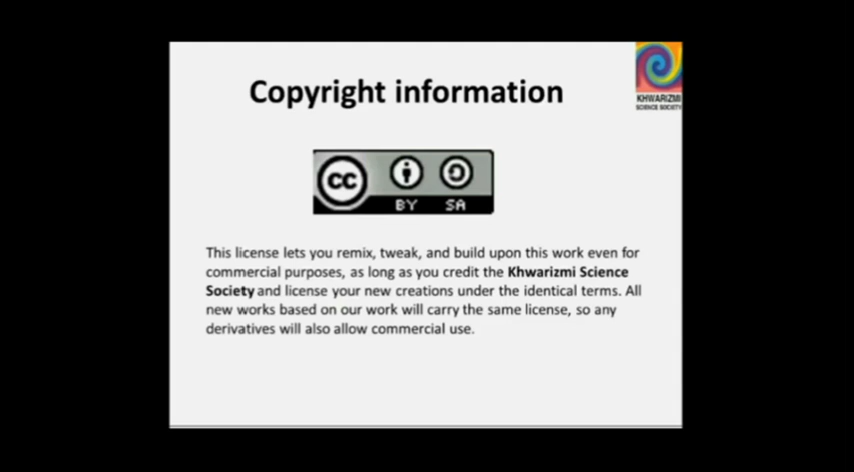 Copyright information
KHWARIZMI
SCIENCE SOCIETY
cc
BY SA
This license lets you remix, tweak, and build upon this work even for
commercial purposes, as long as you credit the Khwarizmi Science
Society and license your new creations under the identical terms. All
new works based on our work will carry the same license, so any
derivatives will also allow commercial use.